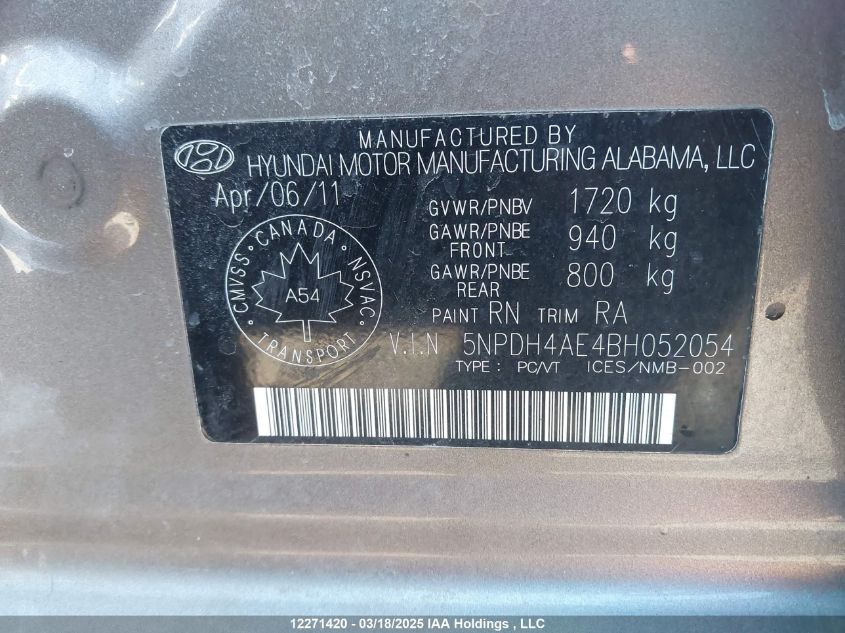 MANUFACTURED BY
HYUNDAI MOTOR MANUFACTURING ALABAMA, LLC
Apr/06/11
GVWR/PNBV 1720 kg
GAWR/PNBE FRONT 940 kg
GAWR/PNBE REAR 800 kg
CMVSS CANADA NSVAC
A54
TRANSPORT
PAINT RN TRIM RA
V.I.N 5NPDH4AE4BH052054
TYPE : PC/VT ICES/NMB-002
12271420 - 03/18/2025 IAA Holdings , LLC